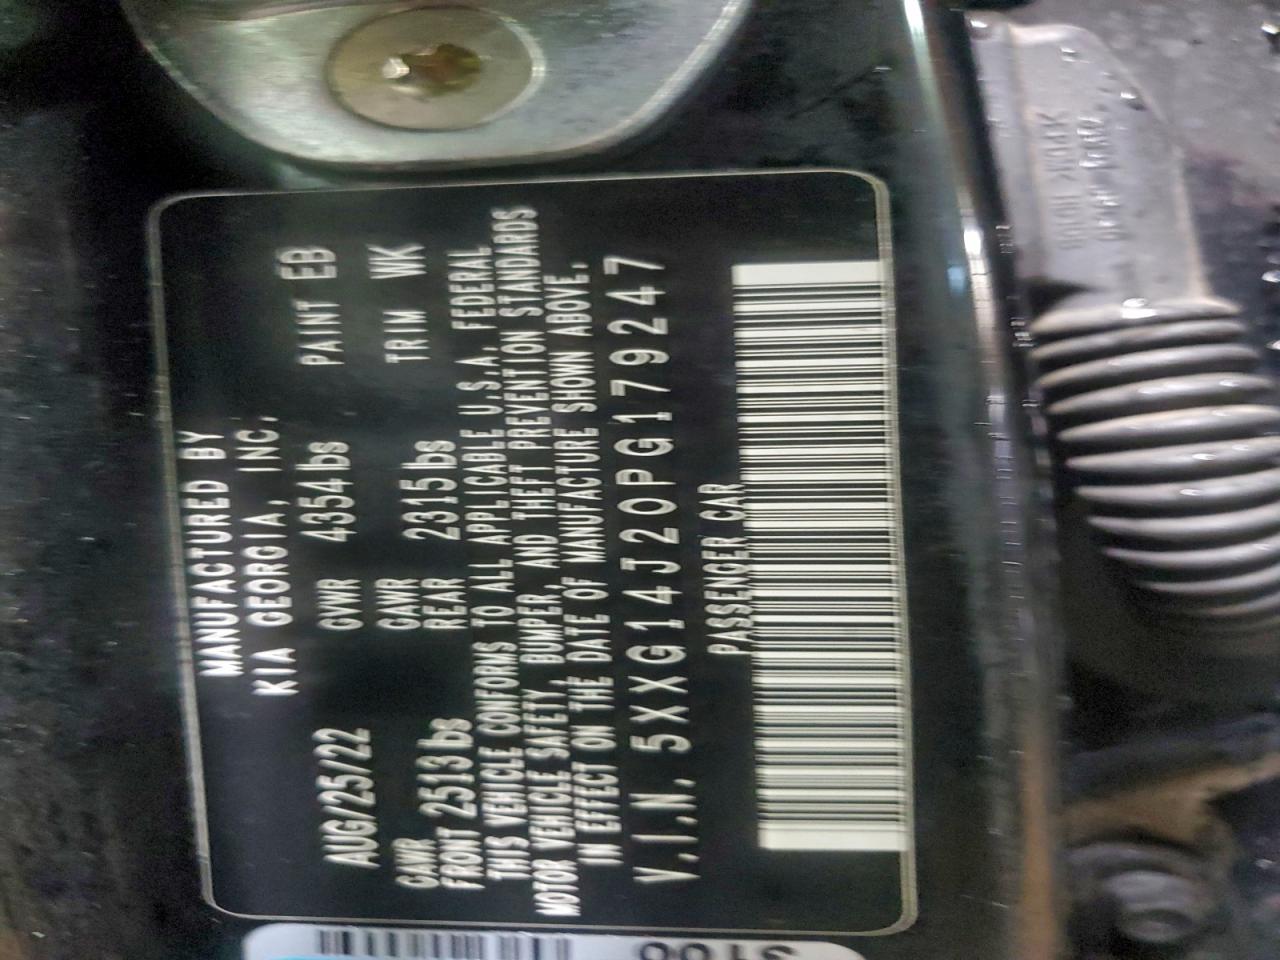 MANUFACTURED BY
KIA GEORGIA, INC.
AUG/25/22 GVWR 4354lbs PAINT EB
GAWR GAWR
FRONT 2513lbs REAR 2315lbs TRIM WK
THIS VEHICLE CONFORMS TO ALL APPLICABLE U.S.A. FEDERAL
MOTOR VEHICLE SAFETY, BUMPER, AND THEFT PREVENTION STANDARDS
IN EFFECT ON THE DATE OF MANUFACTURE SHOWN ABOVE.
V.I.N. 5XXG14J20PG179247
PASSENGER CAR